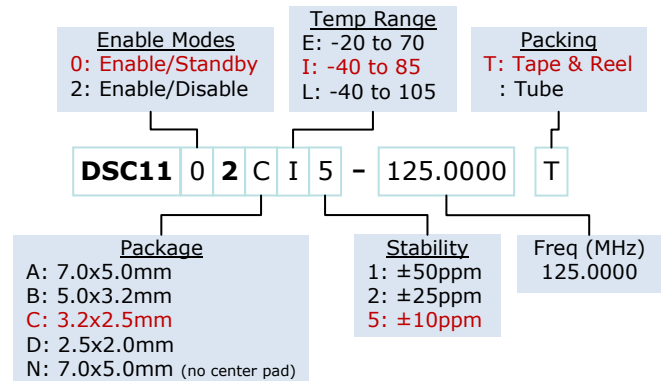 Enable Modes
0: Enable/Standby
2: Enable/Disable
Temp Range
E: -20 to 70
I: -40 to 85
L: -40 to 105
Packing
T: Tape & Reel
: Tube
DSC11 0 2 C I 5 – 125.0000 T
Package
A: 7.0x5.0mm
B: 5.0x3.2mm
C: 3.2x2.5mm
D: 2.5x2.0mm
N: 7.0x5.0mm (no center pad)
Stability
1: ±50ppm
2: ±25ppm
5: ±10ppm
Freq (MHz)
125.0000